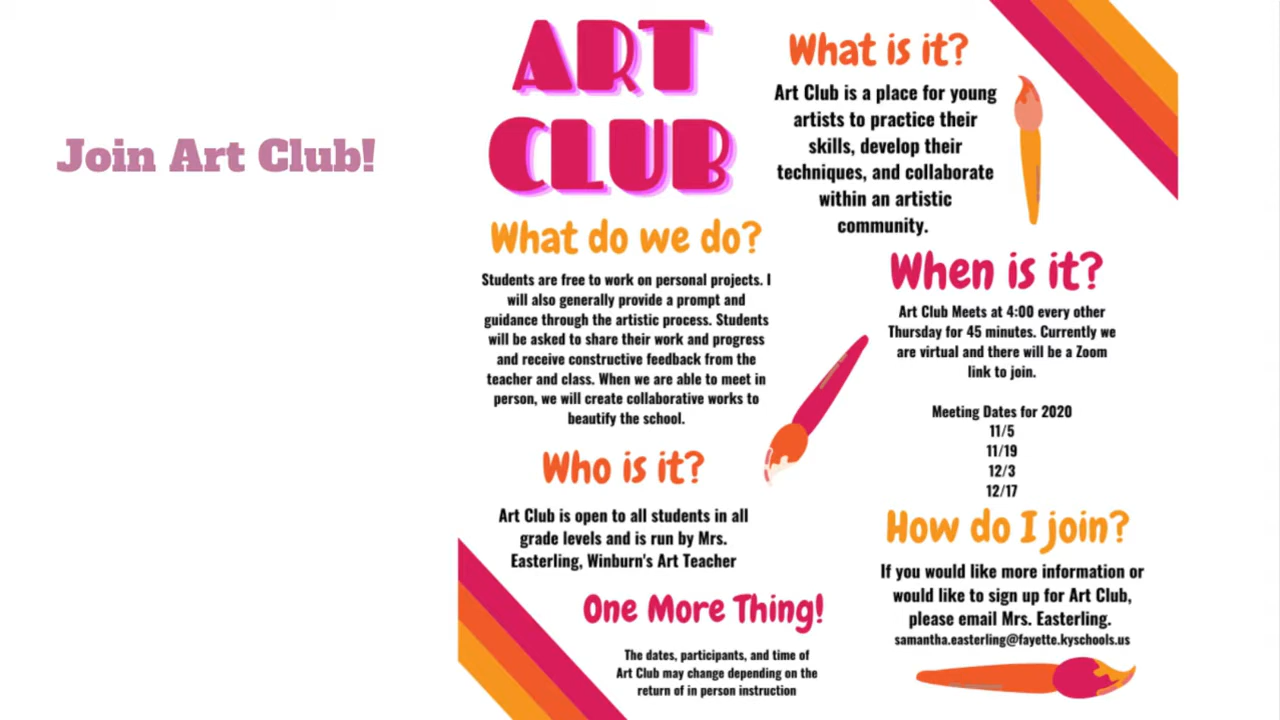 Join Art Club!
ART
CLUB
What do we do?
Students are free to work on personal projects. I
will also generally provide a prompt and
guidance through the artistic process. Students
will be asked to share their work and progress
and receive constructive feedback from the
teacher and class. When we are able to meet in
person, we will create collaborative works to
beautify the school.
Who is it?
Art Club is open to all students in all
grade levels and is run by Mrs.
Easterling, Winburn's Art Teacher
One More Thing!
The dates, participants, and time of
Art Club may change depending on the
return of in person instruction
What is it?
Art Club is a place for young
artists to practice their
skills, develop their
techniques, and collaborate
within an artistic
community.
When is it?
Art Club Meets at 4:00 every other
Thursday for 45 minutes. Currently we
are virtual and there will be a Zoom
link to join.
Meeting Dates for 2020
11/5
11/19
12/3
12/17
How do I join?
If you would like more information or
would like to sign up for Art Club,
please email Mrs. Easterling.
samantha.easterling@fayette.kyschools.us